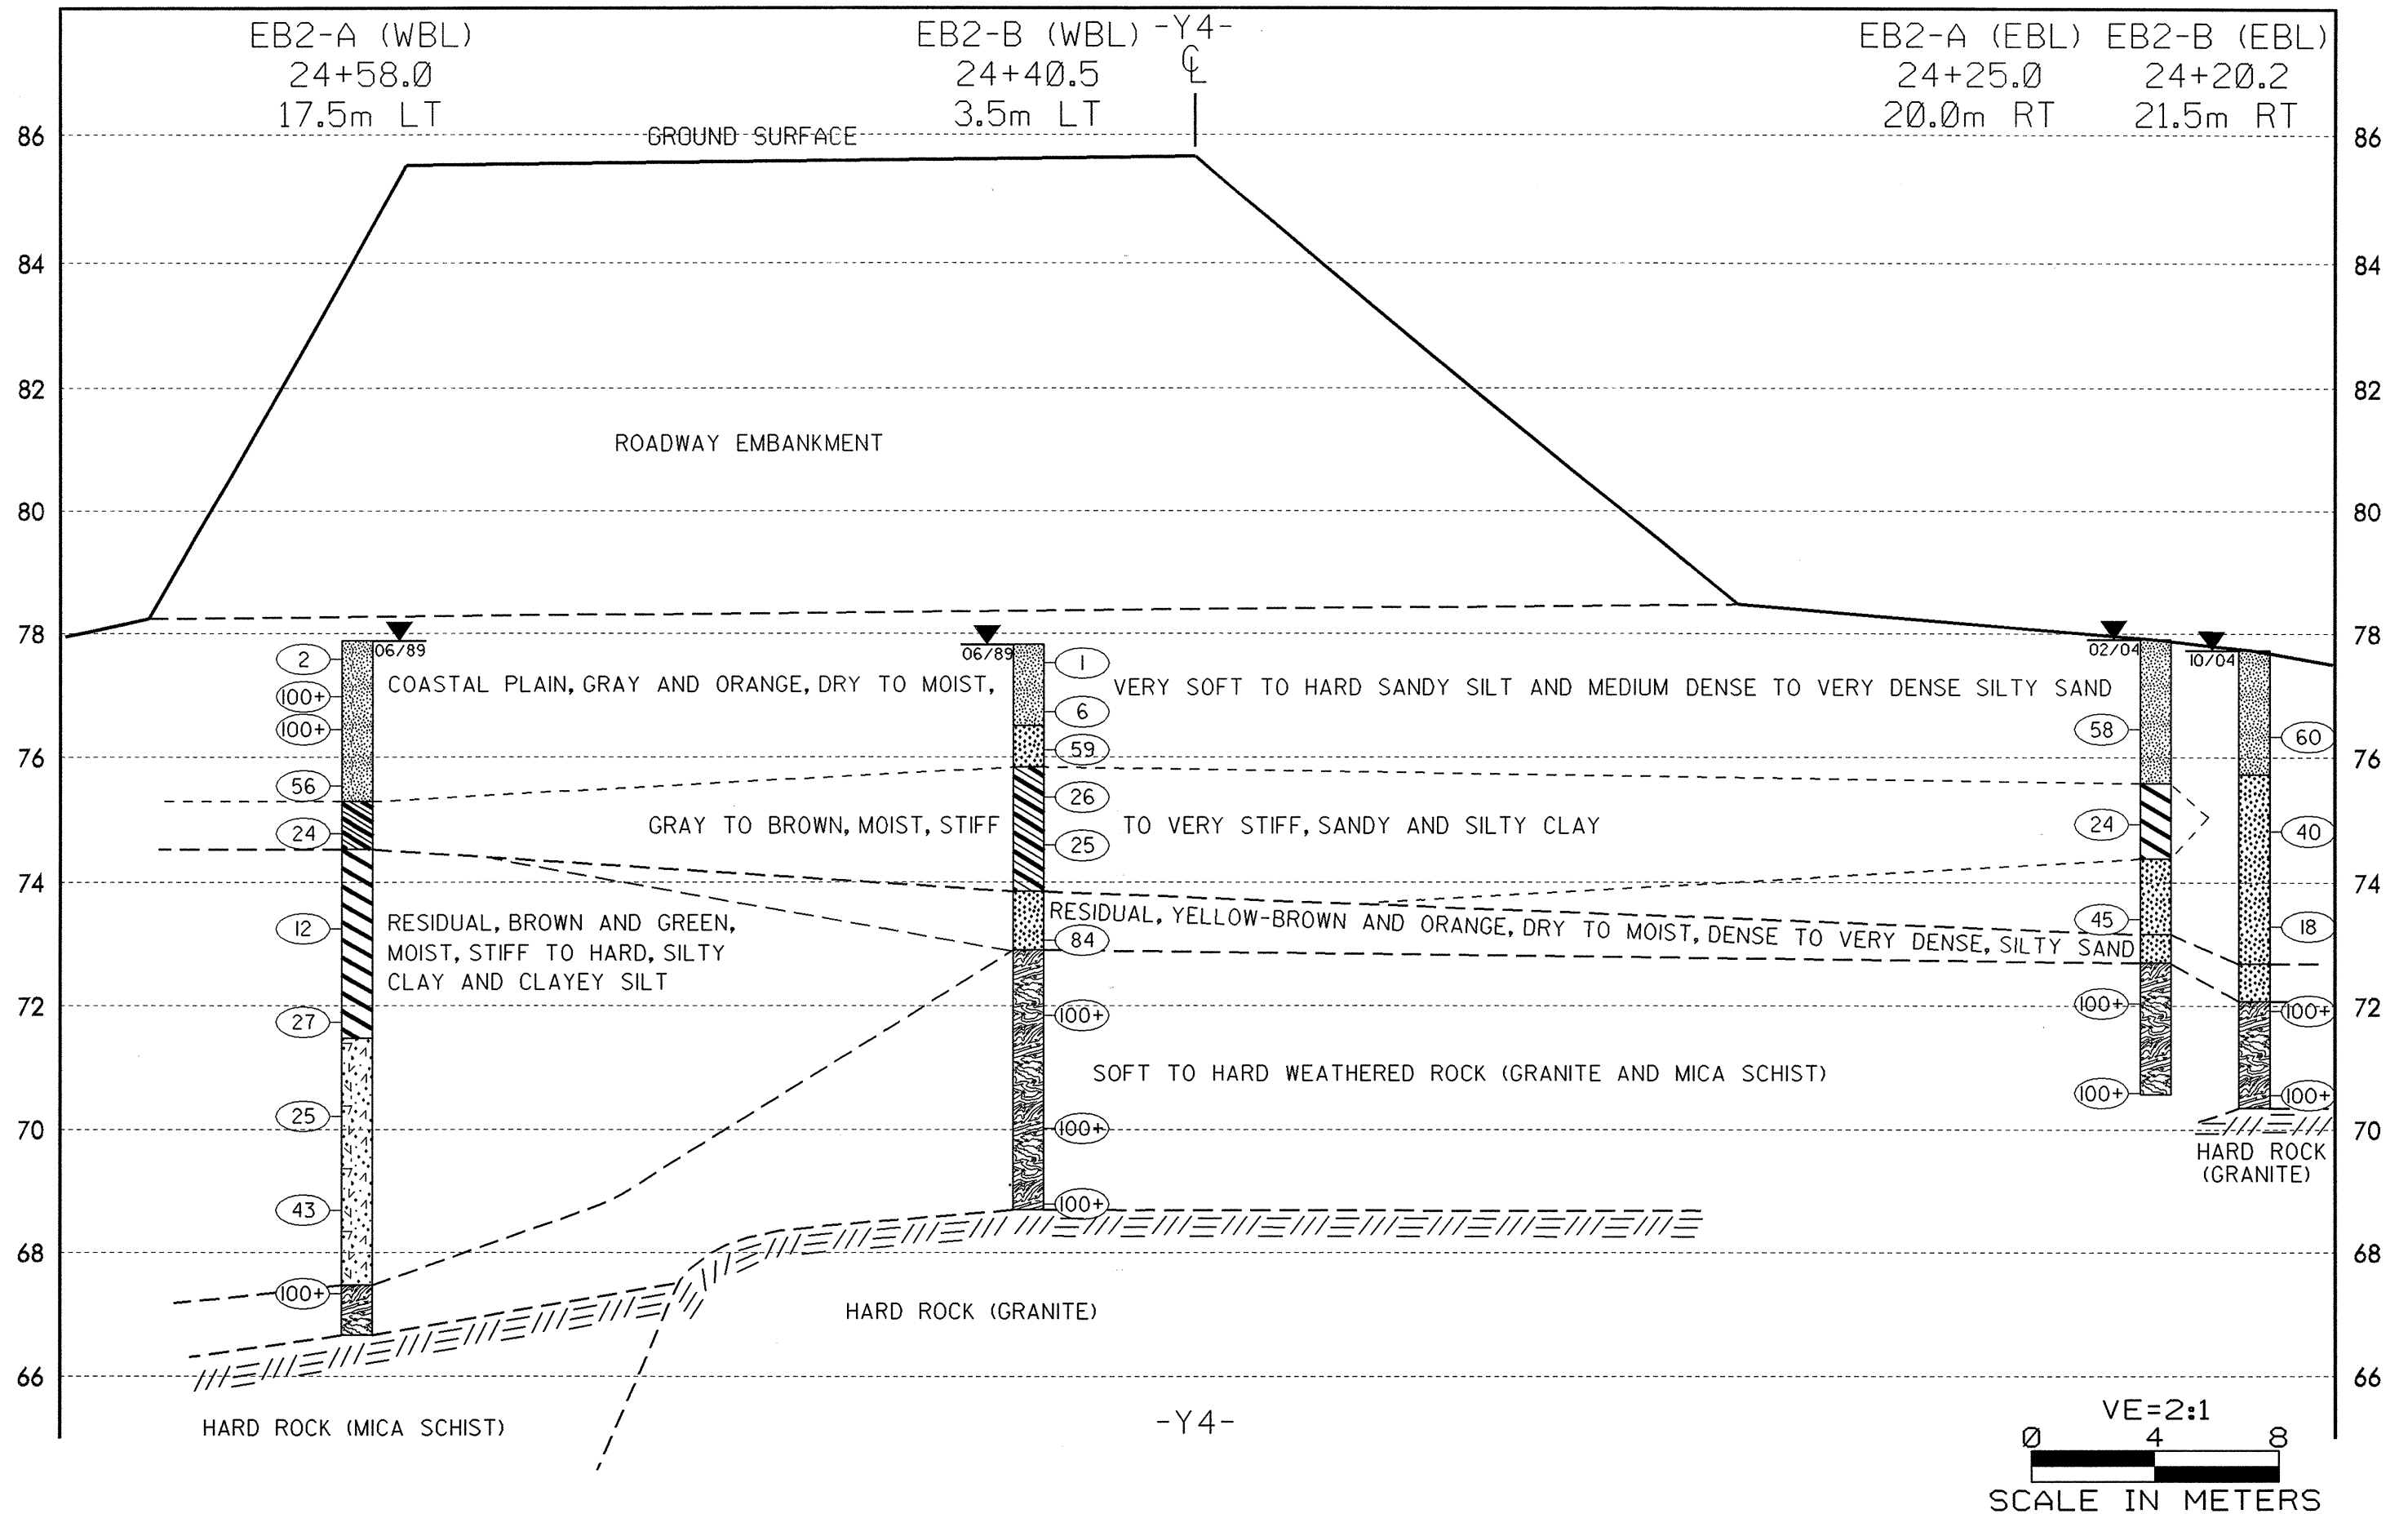 EB2-A (WBL)
24+58.0
17.5m LT
EB2-B (WBL)
24+40.5
3.5m LT
-Y4-
℄
EB2-A (EBL)
24+25.0
20.0m RT
EB2-B (EBL)
24+20.2
21.5m RT
86
GROUND SURFACE
86
84
84
82
82
ROADWAY EMBANKMENT
80
80
78
78
06/89
06/89
02/04
10/04
2
1
COASTAL PLAIN, GRAY AND ORANGE, DRY TO MOIST,
VERY SOFT TO HARD SANDY SILT AND MEDIUM DENSE TO VERY DENSE SILTY SAND
100+
6
100+
59
58
60
76
76
56
26
24
25
24
40
GRAY TO BROWN, MOIST, STIFF
TO VERY STIFF, SANDY AND SILTY CLAY
74
74
12
84
45
18
RESIDUAL, BROWN AND GREEN,
MOIST, STIFF TO HARD, SILTY
CLAY AND CLAYEY SILT
RESIDUAL, YELLOW-BROWN AND ORANGE, DRY TO MOIST, DENSE TO VERY DENSE, SILTY SAND
72
72
27
100+
100+
100+
SOFT TO HARD WEATHERED ROCK (GRANITE AND MICA SCHIST)
25
100+
100+
100+
70
70
HARD ROCK
(GRANITE)
43
100+
68
68
100+
HARD ROCK (GRANITE)
66
66
HARD ROCK (MICA SCHIST)
-Y4-
VE=2:1
0 4 8
SCALE IN METERS